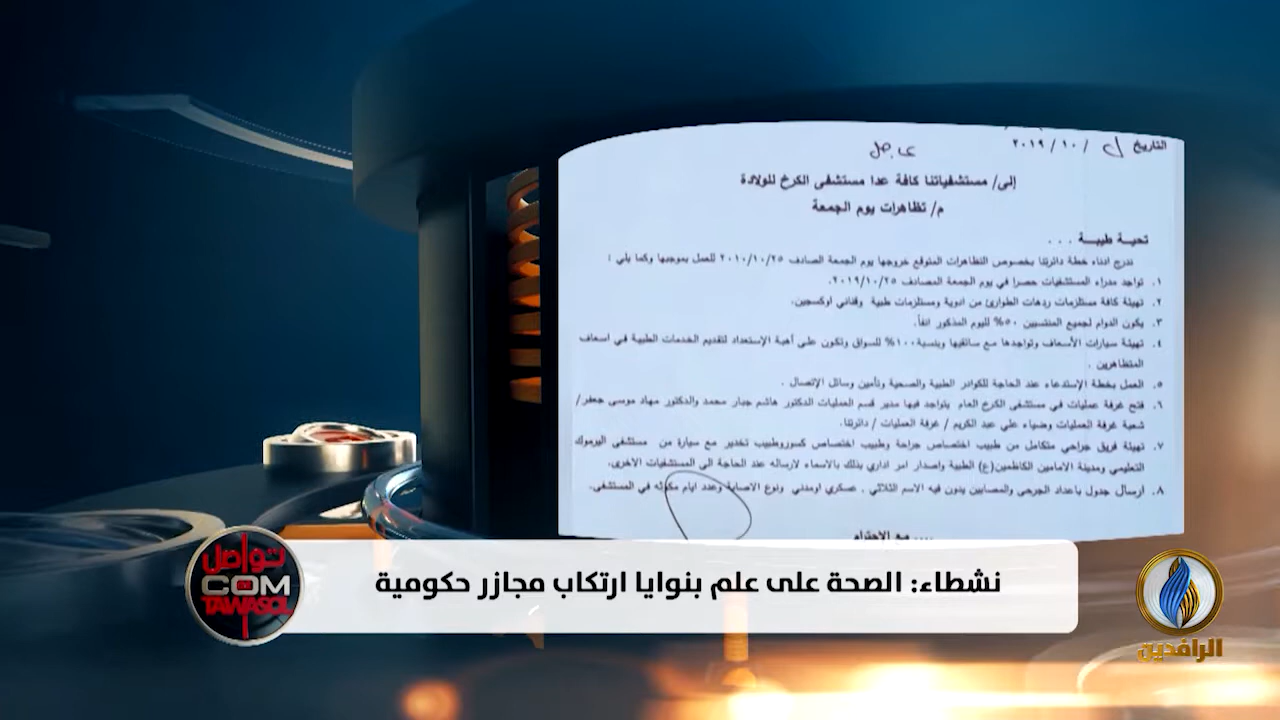 التاريخ / ١٠ / ٢٠١٩
إلى/ مستشفياتنا كافة عدا مستشفى الكرخ للولادة
م/ تظاهرات يوم الجمعة
تحية طيبة . . .
ندرج ادناه خطة دائرتنا بخصوص التظاهرات المتوقع خروجها يوم الجمعة الصادف ٢٠١٠/١٠/٢٥ للعمل بموجبها وكما يلي :
١. تواجد مدراء المستشفيات حصرا في يوم الجمعة المصادف ٢٠١٩/١٠/٢٥.
٢. تهيئة كافة مستلزمات ردهات الطوارئ من ادوية ومستلزمات طبية وقناني اوكسجين.
٣. يكون الدوام لجميع المنتسبين ٥٠% لليوم المذكور انفاً.
٤. تهيئة سيارات الأسعاف وتواجدها مع سائقيها وبنسبة ١٠٠% للسواق وتكون على أهبة الإستعداد لتقديم الخدمات الطبية في اسعاف
المتظاهرين .
٥. العمل بخطة الإستدعاء عند الحاجة للكوادر الطبية والصحية وتأمين وسائل الإتصال .
٦. فتح غرفة عمليات في مستشفى الكرخ العام يتواجد فيها مدير قسم العمليات الدكتور هاشم جبار محمد والدكتور مهاد موسى جعفر/
شعبة غرفة العمليات وضياء علي عبد الكريم / غرفة العمليات / دائرتنا.
٧. تهيئة فريق جراحي متكامل من طبيب اختصاص جراحة وطبيب اختصاص كسوروطبيب تخدير مع سيارة من مستشفى اليرموك
التعليمي ومدينة الامامين الكاظمين(ع) الطبية واصدار امر اداري بذلك بالاسماء لارساله عند الحاجة الى المستشفيات الاخرى.
٨. أرسال جدول باعداد الجرحى والمصابين يدون فيه الاسم الثلاثي ، عسكري اومدني ونوع الاصابة وعدد ايام مكوثه في المستشفى.
.... مع الاحترام
نشطاء: الصحة على علم بنوايا ارتكاب مجازر حكومية
تواصل
COM
TAWASOL
الرافدين